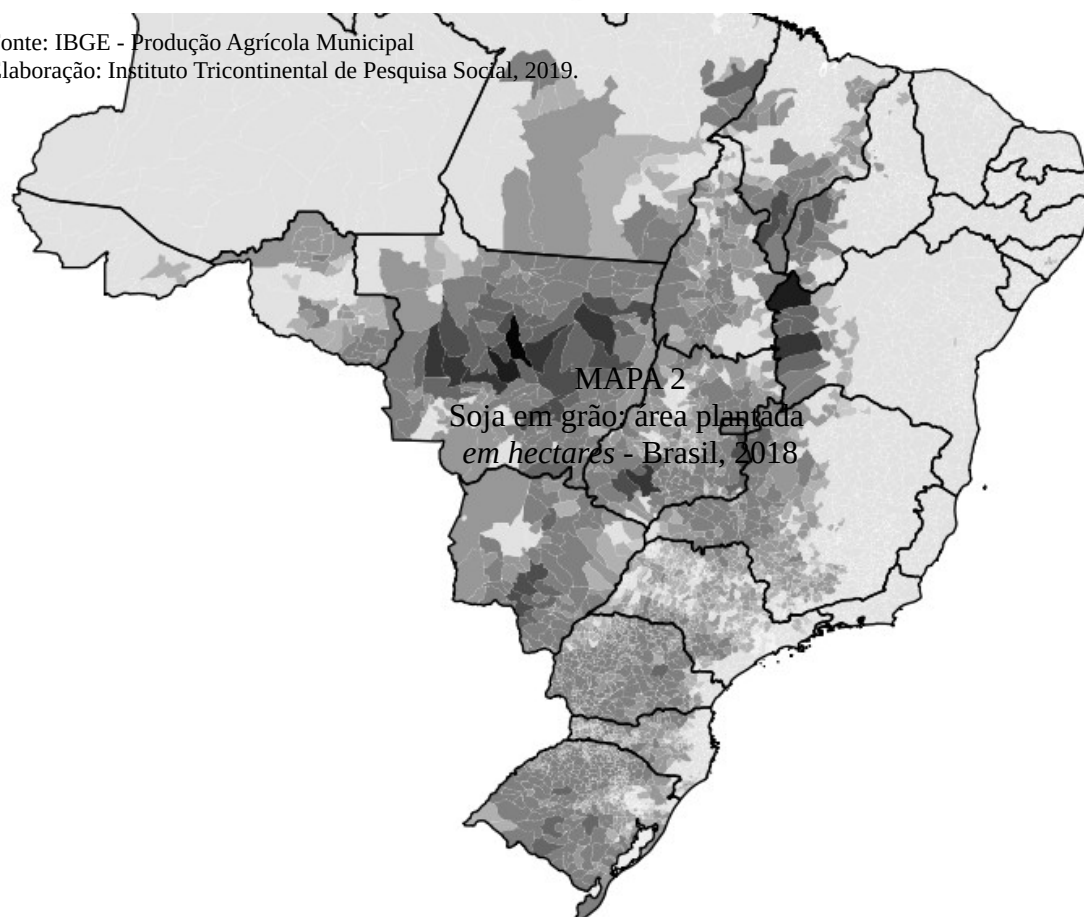 onte: IBGE - Produção Agrícola Municipal
laboração: Instituto Tricontinental de Pesquisa Social, 2019.
MAPA 2
Soja em grão: área plantada
em hectares - Brasil, 2018